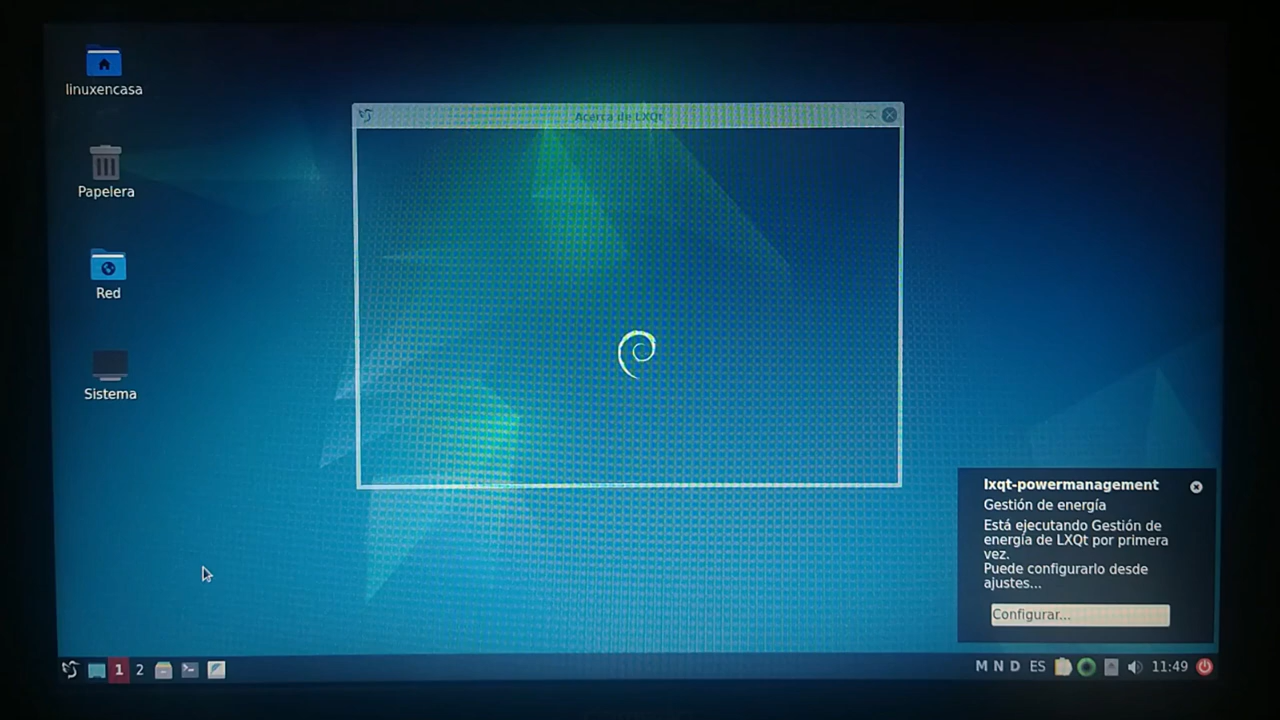 linuxencasa
Papelera
Red
Sistema
Acerca de LXQt
lxqt-powermanagement
Gestión de energía
Está ejecutando Gestión de
energía de LXQt por primera
vez.
Puede configurarlo desde
ajustes...
Configurar...
1 2
M N D ES 11:49